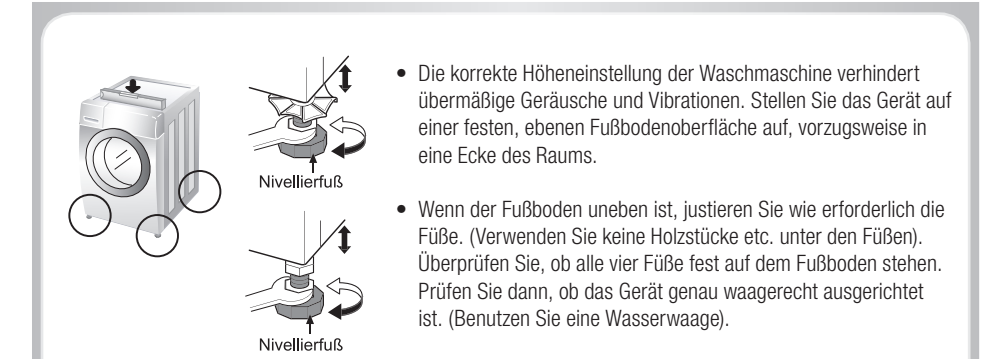 • Die korrekte Höheneinstellung der Waschmaschine verhindert
übermäßige Geräusche und Vibrationen. Stellen Sie das Gerät auf
einer festen, ebenen Fußbodenoberfläche auf, vorzugsweise in
eine Ecke des Raums.
Nivellierfuß
• Wenn der Fußboden uneben ist, justieren Sie wie erforderlich die
Füße. (Verwenden Sie keine Holzstücke etc. unter den Füßen).
Überprüfen Sie, ob alle vier Füße fest auf dem Fußboden stehen.
Prüfen Sie dann, ob das Gerät genau waagerecht ausgerichtet
ist. (Benutzen Sie eine Wasserwaage).
Nivellierfuß